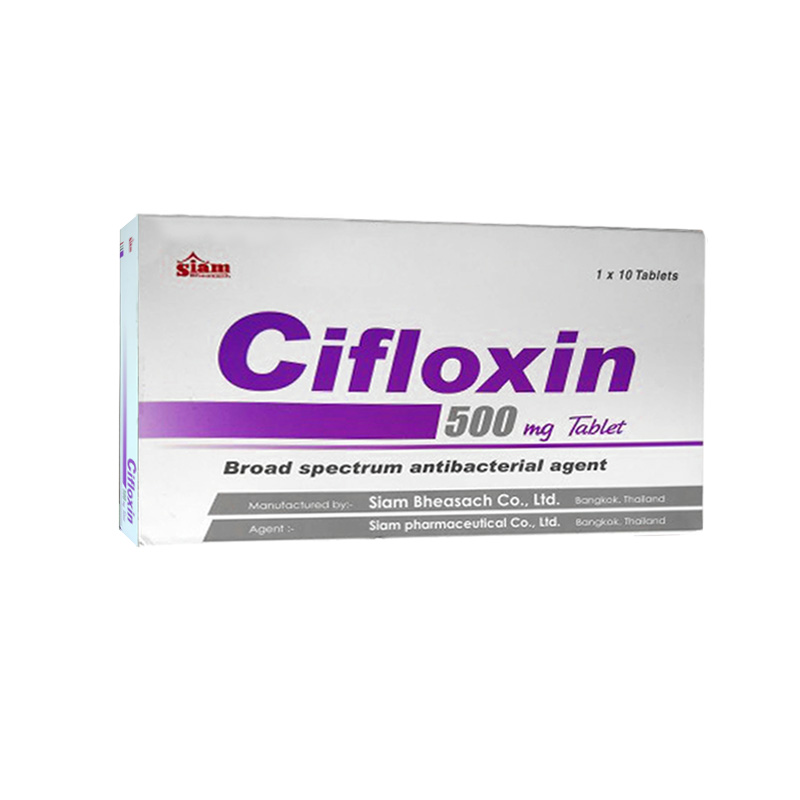 Siam
Bheasach
1 x 10 Tablets
Cifloxin
500 mg Tablet
Broad spectrum antibacterial agent
Manufactured by:- Siam Bheasach Co., Ltd. Bangkok, Thailand
Agent :- Siam pharmaceutical Co., Ltd. Bangkok, Thailand
Cifloxin